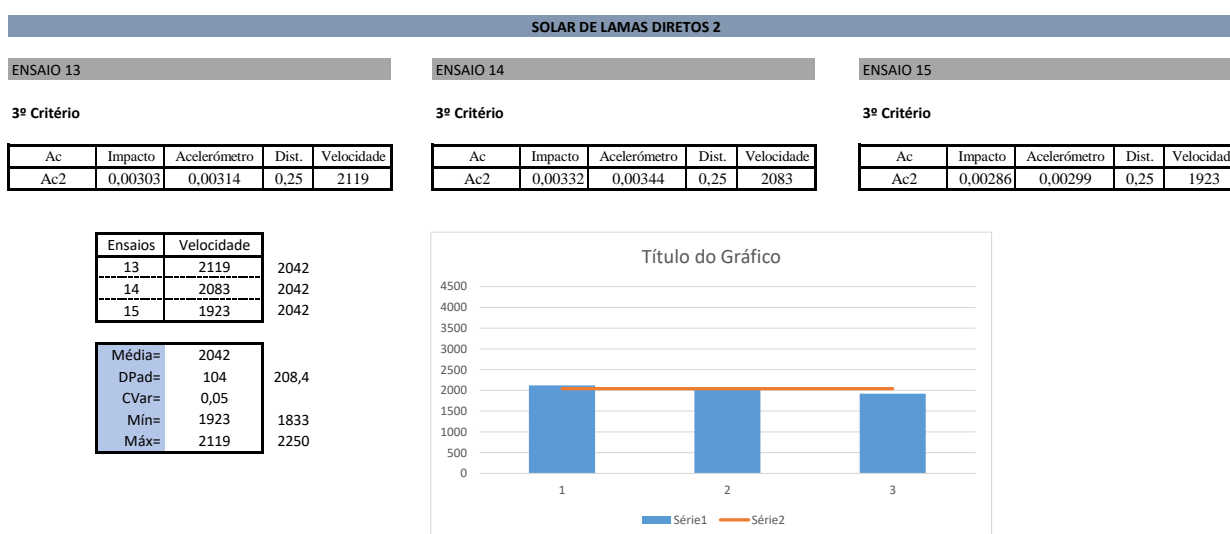 SOLAR DE LAMAS DIRETOS 2
ENSAIO 13
ENSAIO 14
ENSAIO 15
3º Critério
3º Critério
3º Critério
Ac Impacto Acelerómetro Dist. Velocidade
Ac2 0,00303 0,00314 0,25 2119
Ac Impacto Acelerómetro Dist. Velocidade
Ac2 0,00332 0,00344 0,25 2083
Ac Impacto Acelerómetro Dist. Velocidad
Ac2 0,00286 0,00299 0,25 1923
Ensaios Velocidade
13 2119 2042
14 2083 2042
15 1923 2042
Média= 2042
DPad= 104 208,4
CVar= 0,05
Mín= 1923 1833
Máx= 2119 2250
Título do Gráfico
4500
4000
3500
3000
2500
2000
1500
1000
500
0
1 2 3
Série1 Série2